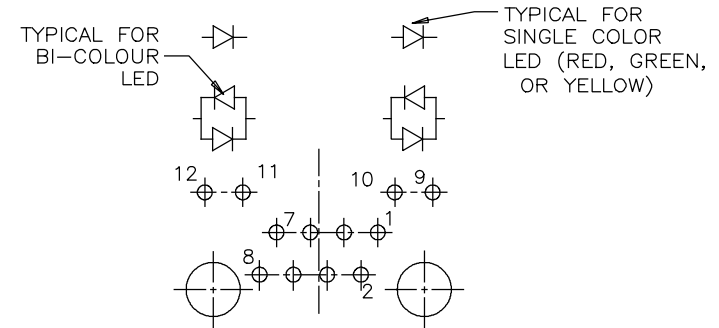 TYPICAL FOR
BI-COLOUR
LED
TYPICAL FOR
SINGLE COLOR
LED (RED, GREEN,
OR YELLOW)
12
11
10
9
7
1
8
2